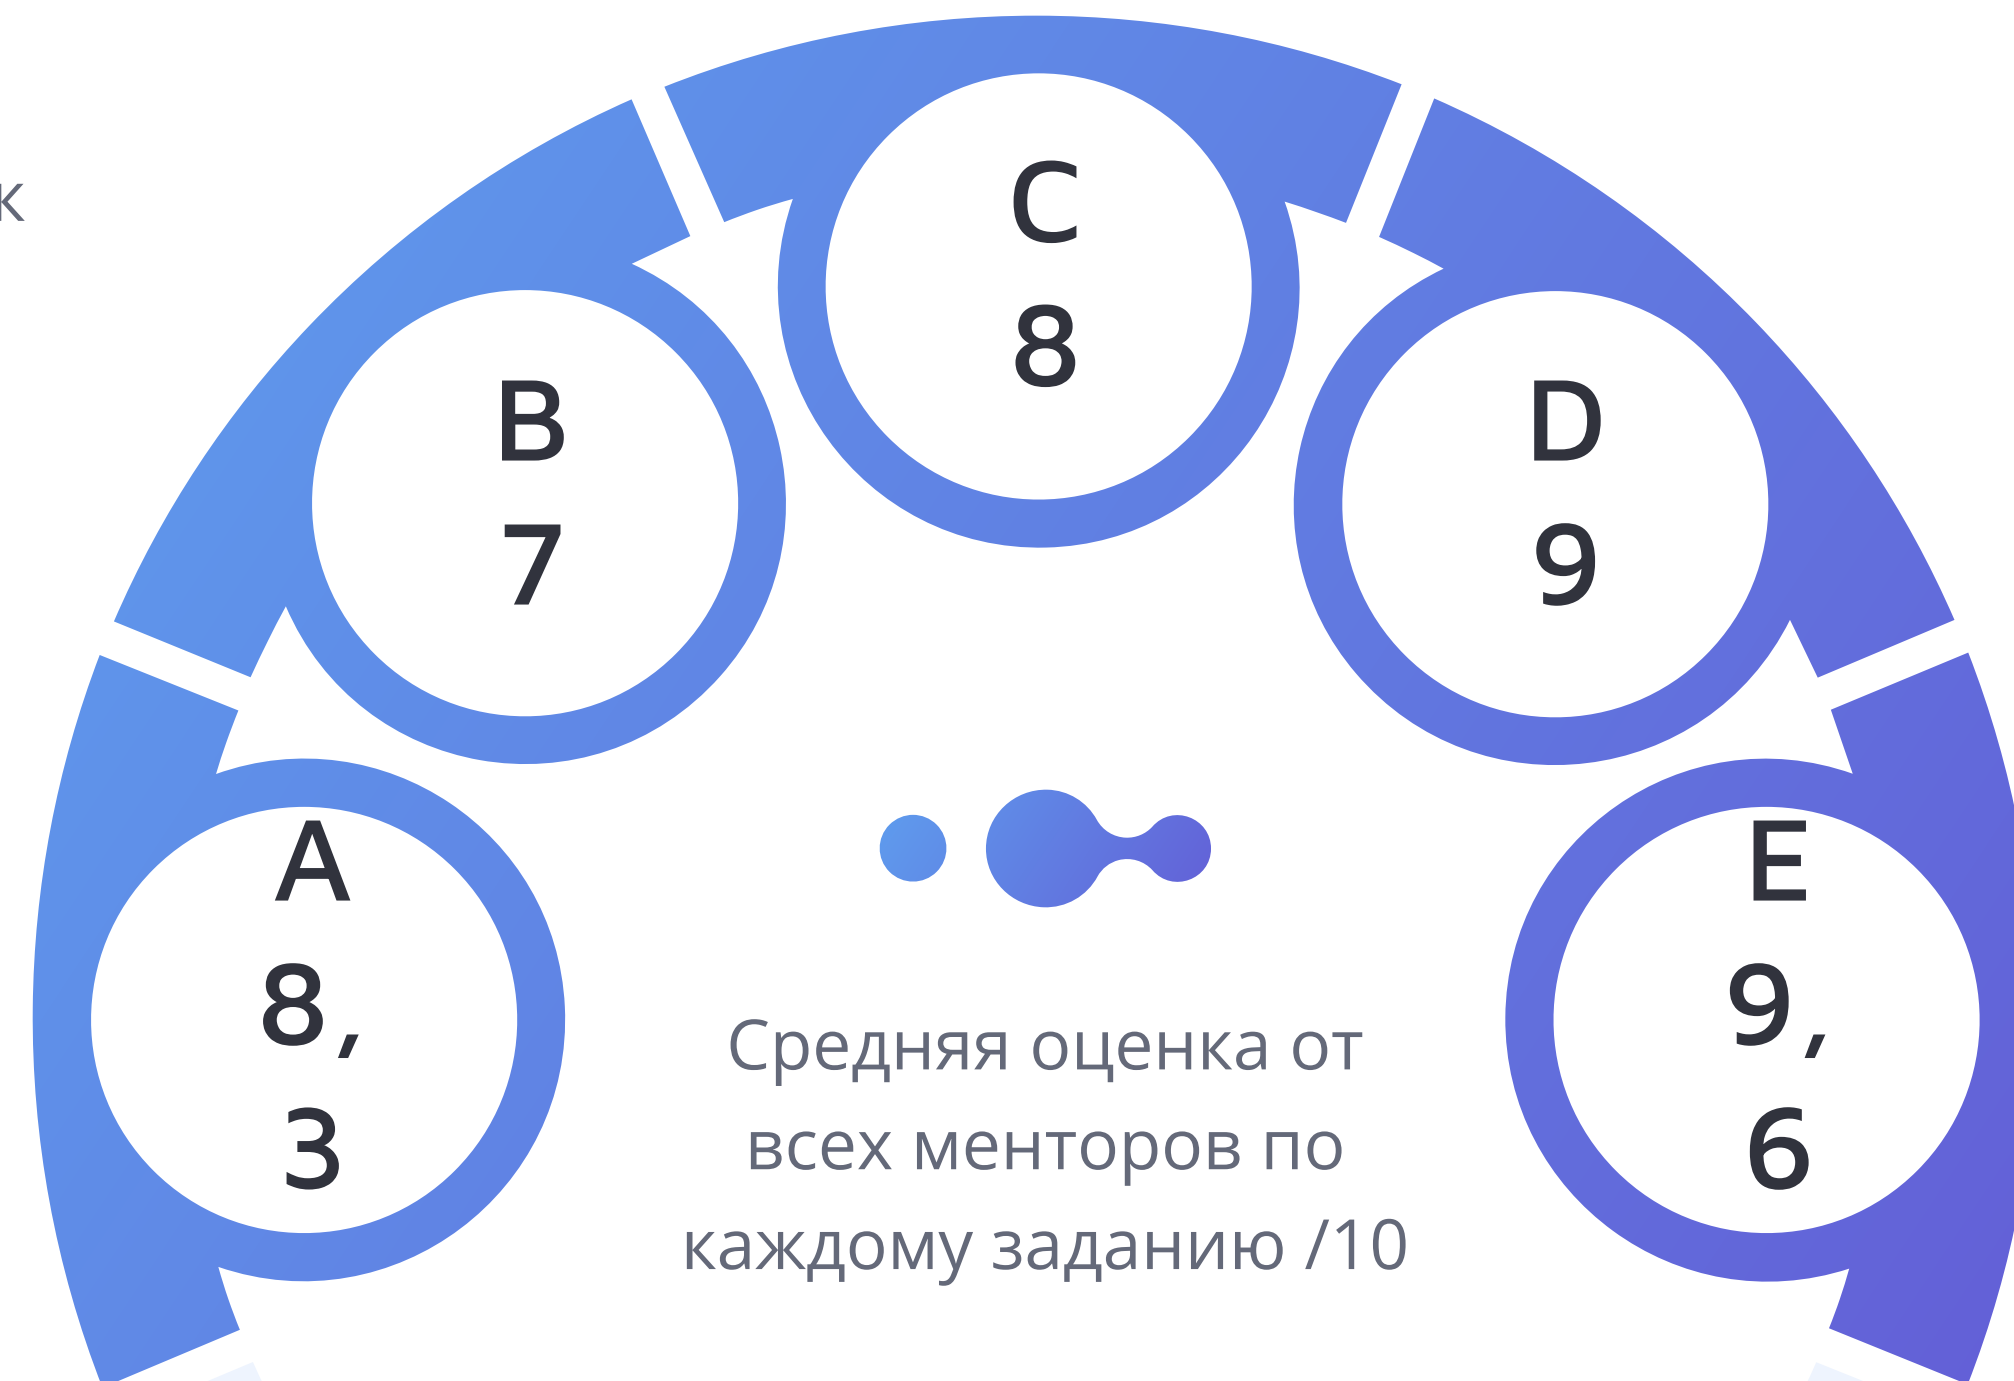 к
C
8
B
7
D
9
A
8,
3
E
9,
6
Средняя оценка от
всех менторов по
каждому заданию /10